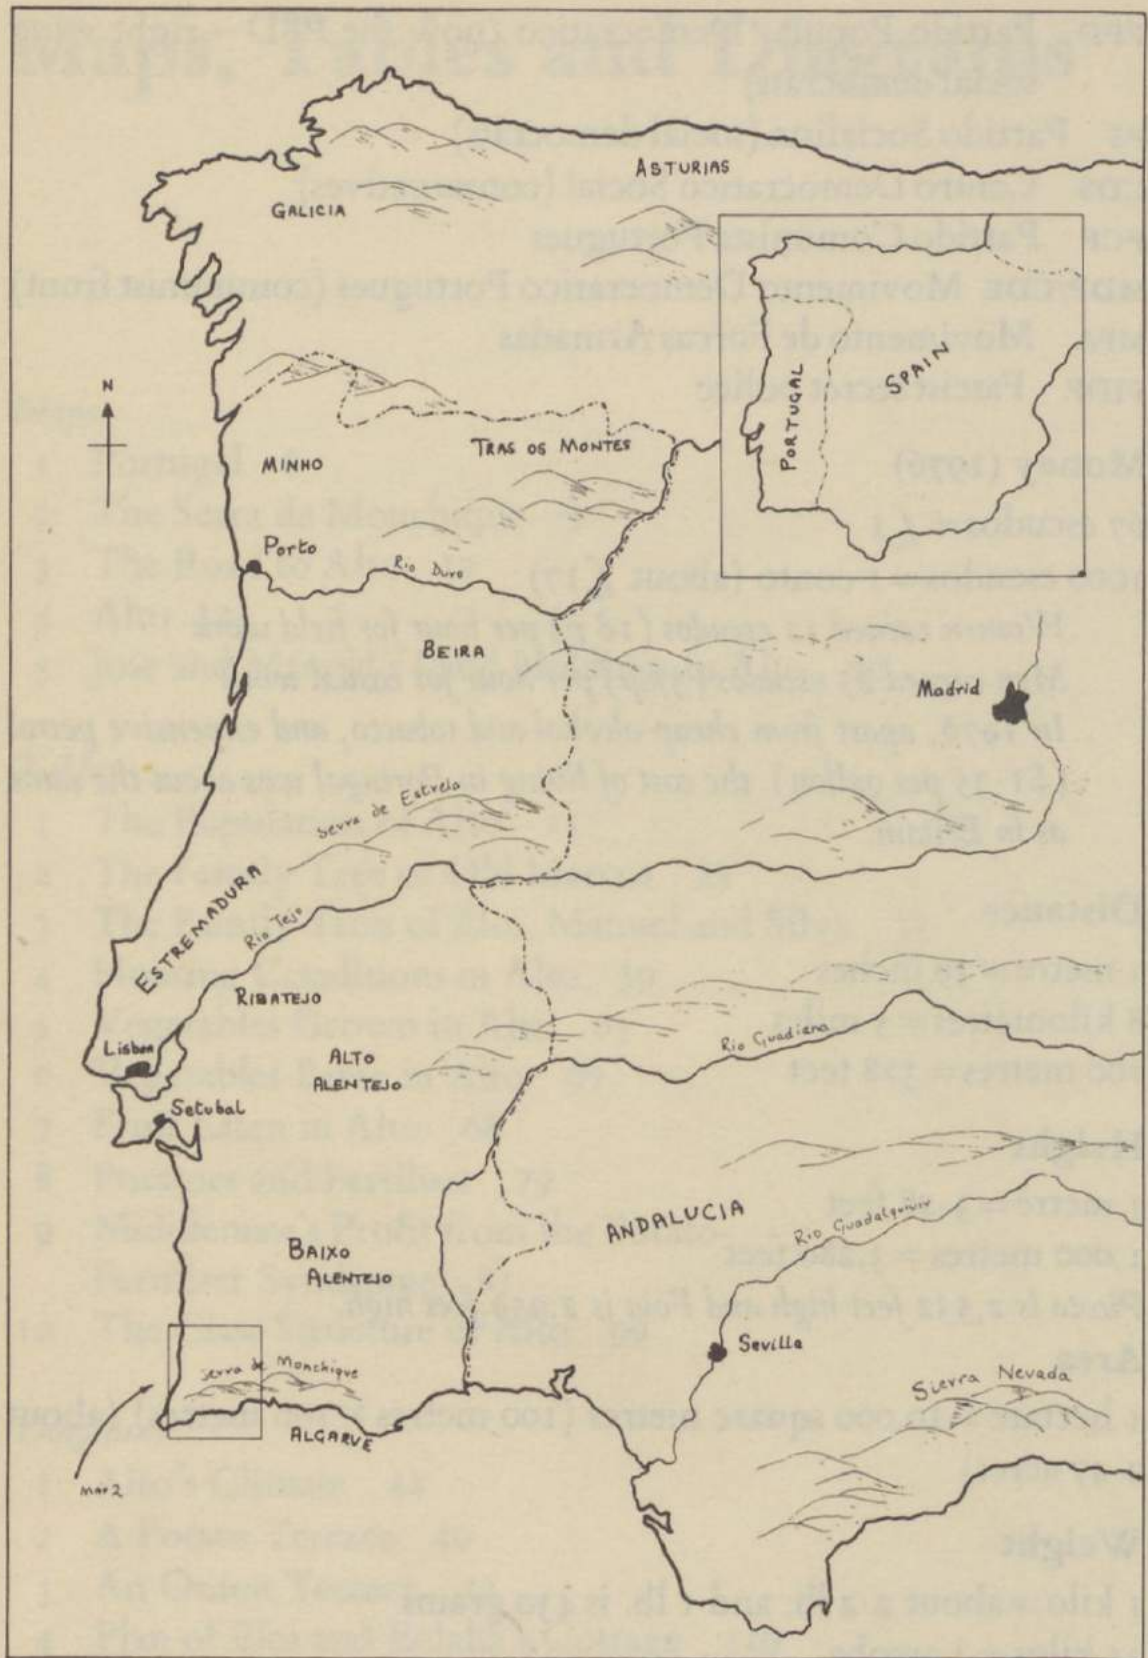 ASTURIAS
GALICIA
PORTUGAL
SPAIN
N
TRAS OS MONTES
MINHO
Porto
Rio Duro
BEIRA
Madrid
Serra de Estrela
ESTREMADURA
Rio Tejo
RIBATEJO
Rio Guadiana
Lisboa
ALTO
ALENTEJO
Setubal
ANDALUCIA
Rio Guadalquivir
BAIXO
ALENTEJO
Sevilla
Serra de Monchique
Sierra Nevada
ALGARVE
MAP 2